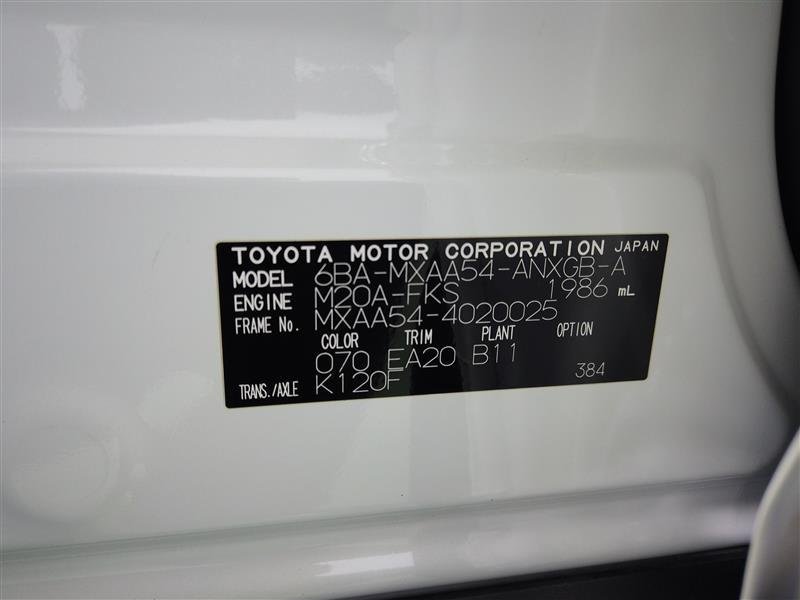 TOYOTA MOTOR CORPORATION JAPAN
MODEL 6BA-MXAA54-ANXGB-A
ENGINE M20A-FKS 1986 mL
FRAME No. MXAA54-4020025
COLOR TRIM PLANT OPTION
070 EA20 B11
TRANS./AXLE K120F 384